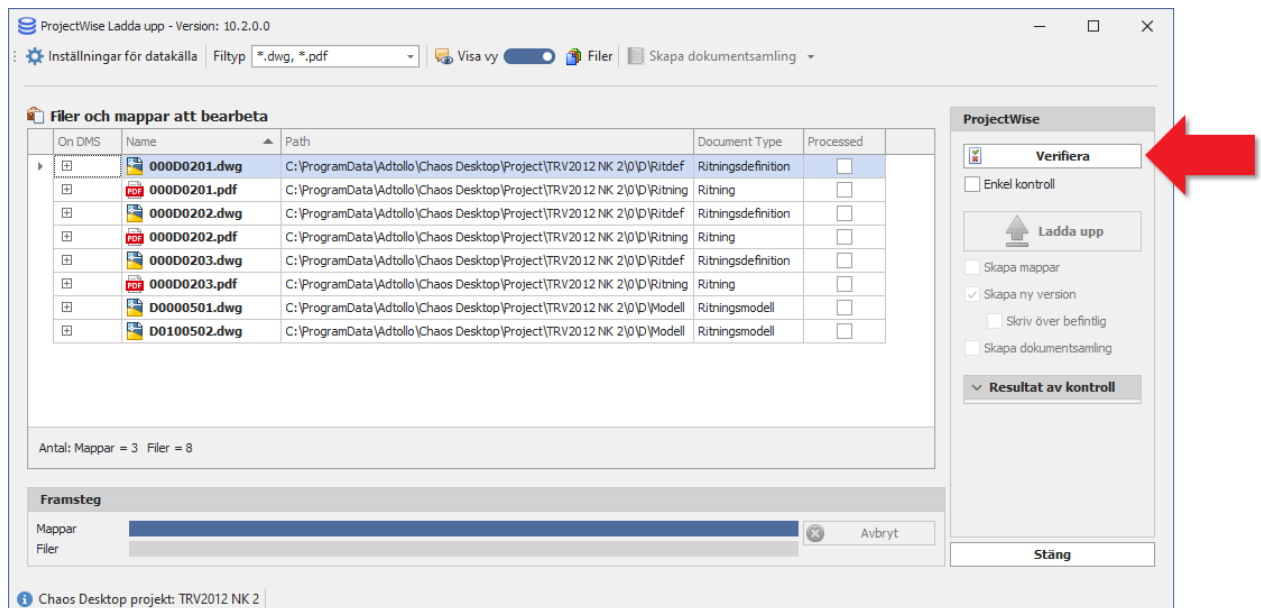 ProjectWise Ladda upp - Version: 10.2.0.0
Inställningar för datakälla Filtyp *.dwg, *.pdf Visa vy Filer Skapa dokumentsamling
Filer och mappar att bearbeta
On DMS Name Path Document Type Processed
000D0201.dwg C:\ProgramData\Adtollo\Chaos Desktop\Project\TRV2012 NK 2\0\D\Ritdef Ritningsdefinition
PDF 000D0201.pdf C:\ProgramData\Adtollo\Chaos Desktop\Project\TRV2012 NK 2\0\D\Ritning Ritning
000D0202.dwg C:\ProgramData\Adtollo\Chaos Desktop\Project\TRV2012 NK 2\0\D\Ritdef Ritningsdefinition
PDF 000D0202.pdf C:\ProgramData\Adtollo\Chaos Desktop\Project\TRV2012 NK 2\0\D\Ritning Ritning
000D0203.dwg C:\ProgramData\Adtollo\Chaos Desktop\Project\TRV2012 NK 2\0\D\Ritdef Ritningsdefinition
PDF 000D0203.pdf C:\ProgramData\Adtollo\Chaos Desktop\Project\TRV2012 NK 2\0\D\Ritning Ritning
D0000501.dwg C:\ProgramData\Adtollo\Chaos Desktop\Project\TRV2012 NK 2\0\D\Modell Ritningsmodell
D0100502.dwg C:\ProgramData\Adtollo\Chaos Desktop\Project\TRV2012 NK 2\0\D\Modell Ritningsmodell
Antal: Mappar = 3 Filer = 8
ProjectWise
Verifiera
Enkel kontroll
Ladda upp
Skapa mappar
Skapa ny version
Skriv över befintlig
Skapa dokumentsamling
Resultat av kontroll
Framsteg
Mappar
Filer
Avbryt
Stäng
Chaos Desktop projekt: TRV2012 NK 2